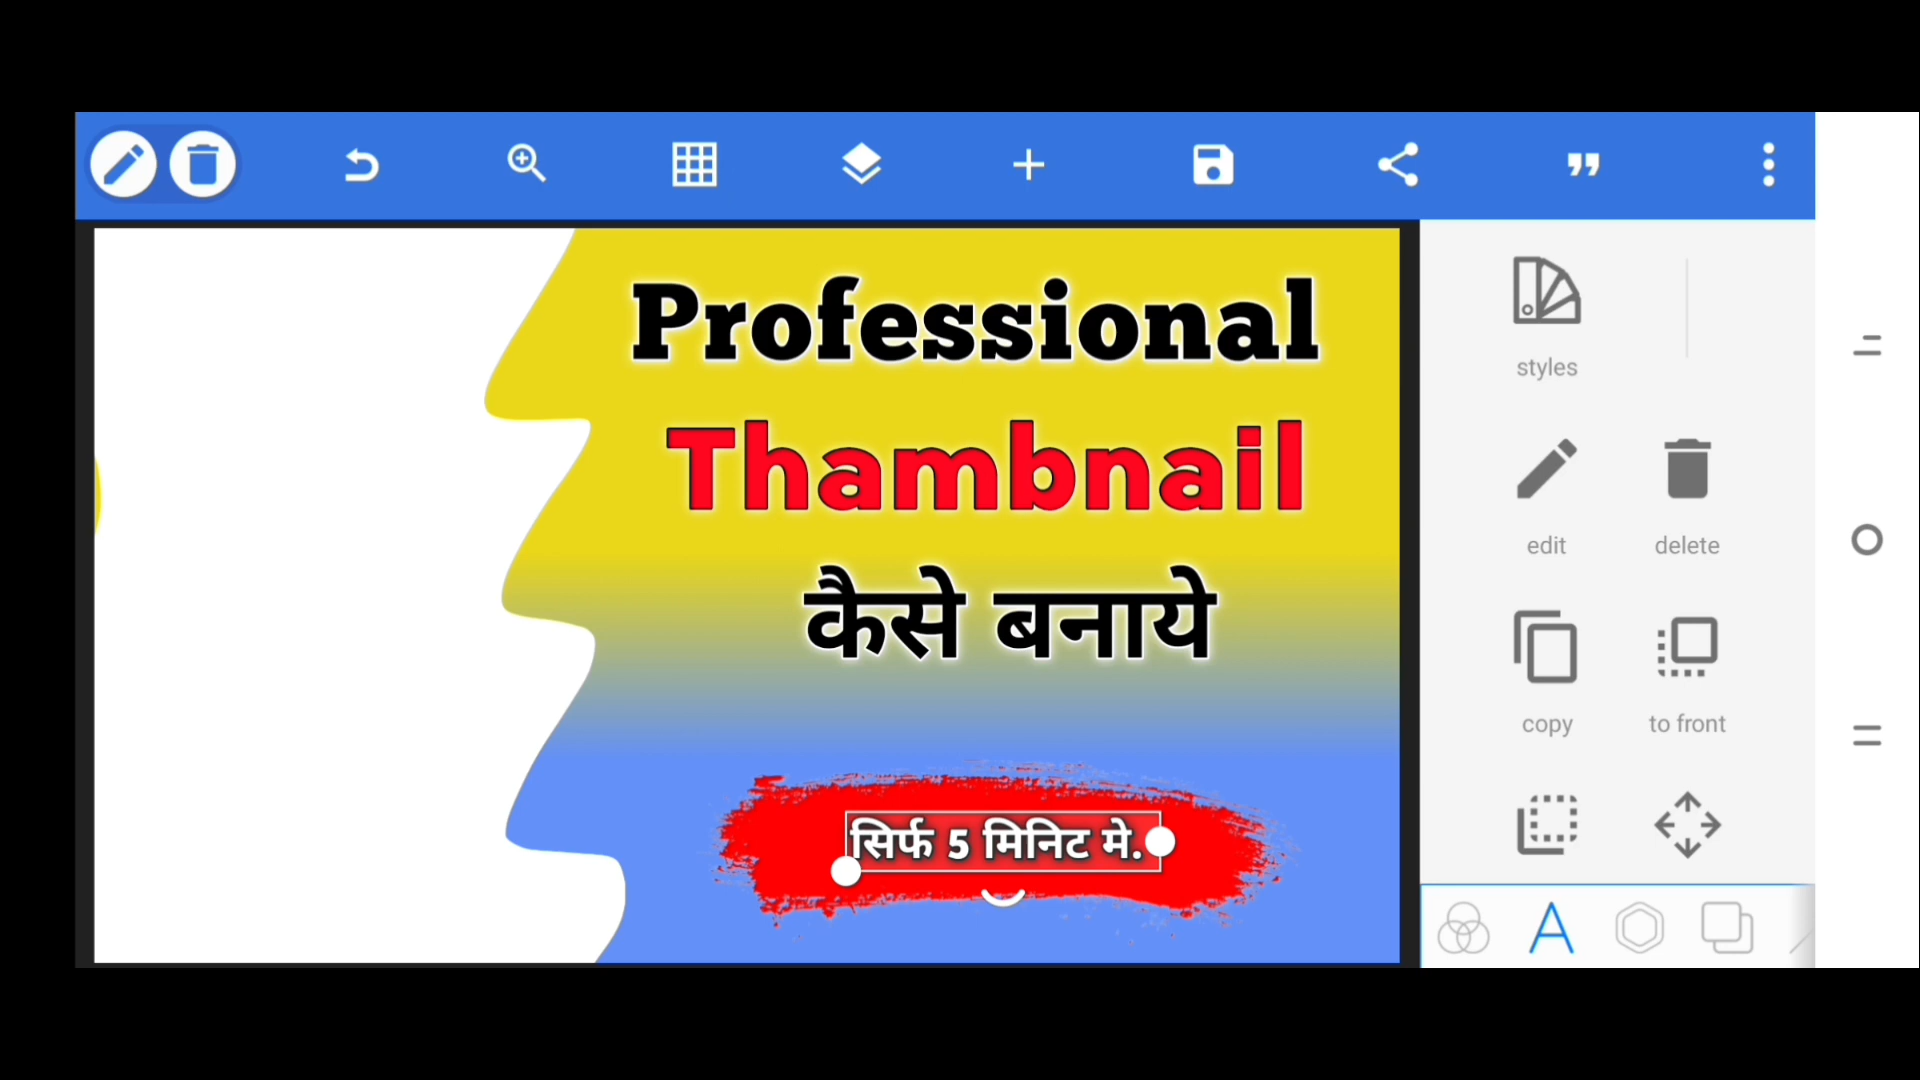 Professional
Thambnail
कैसे बनाये
सिर्फ 5 मिनिट मे.
styles
edit
delete
copy
to front